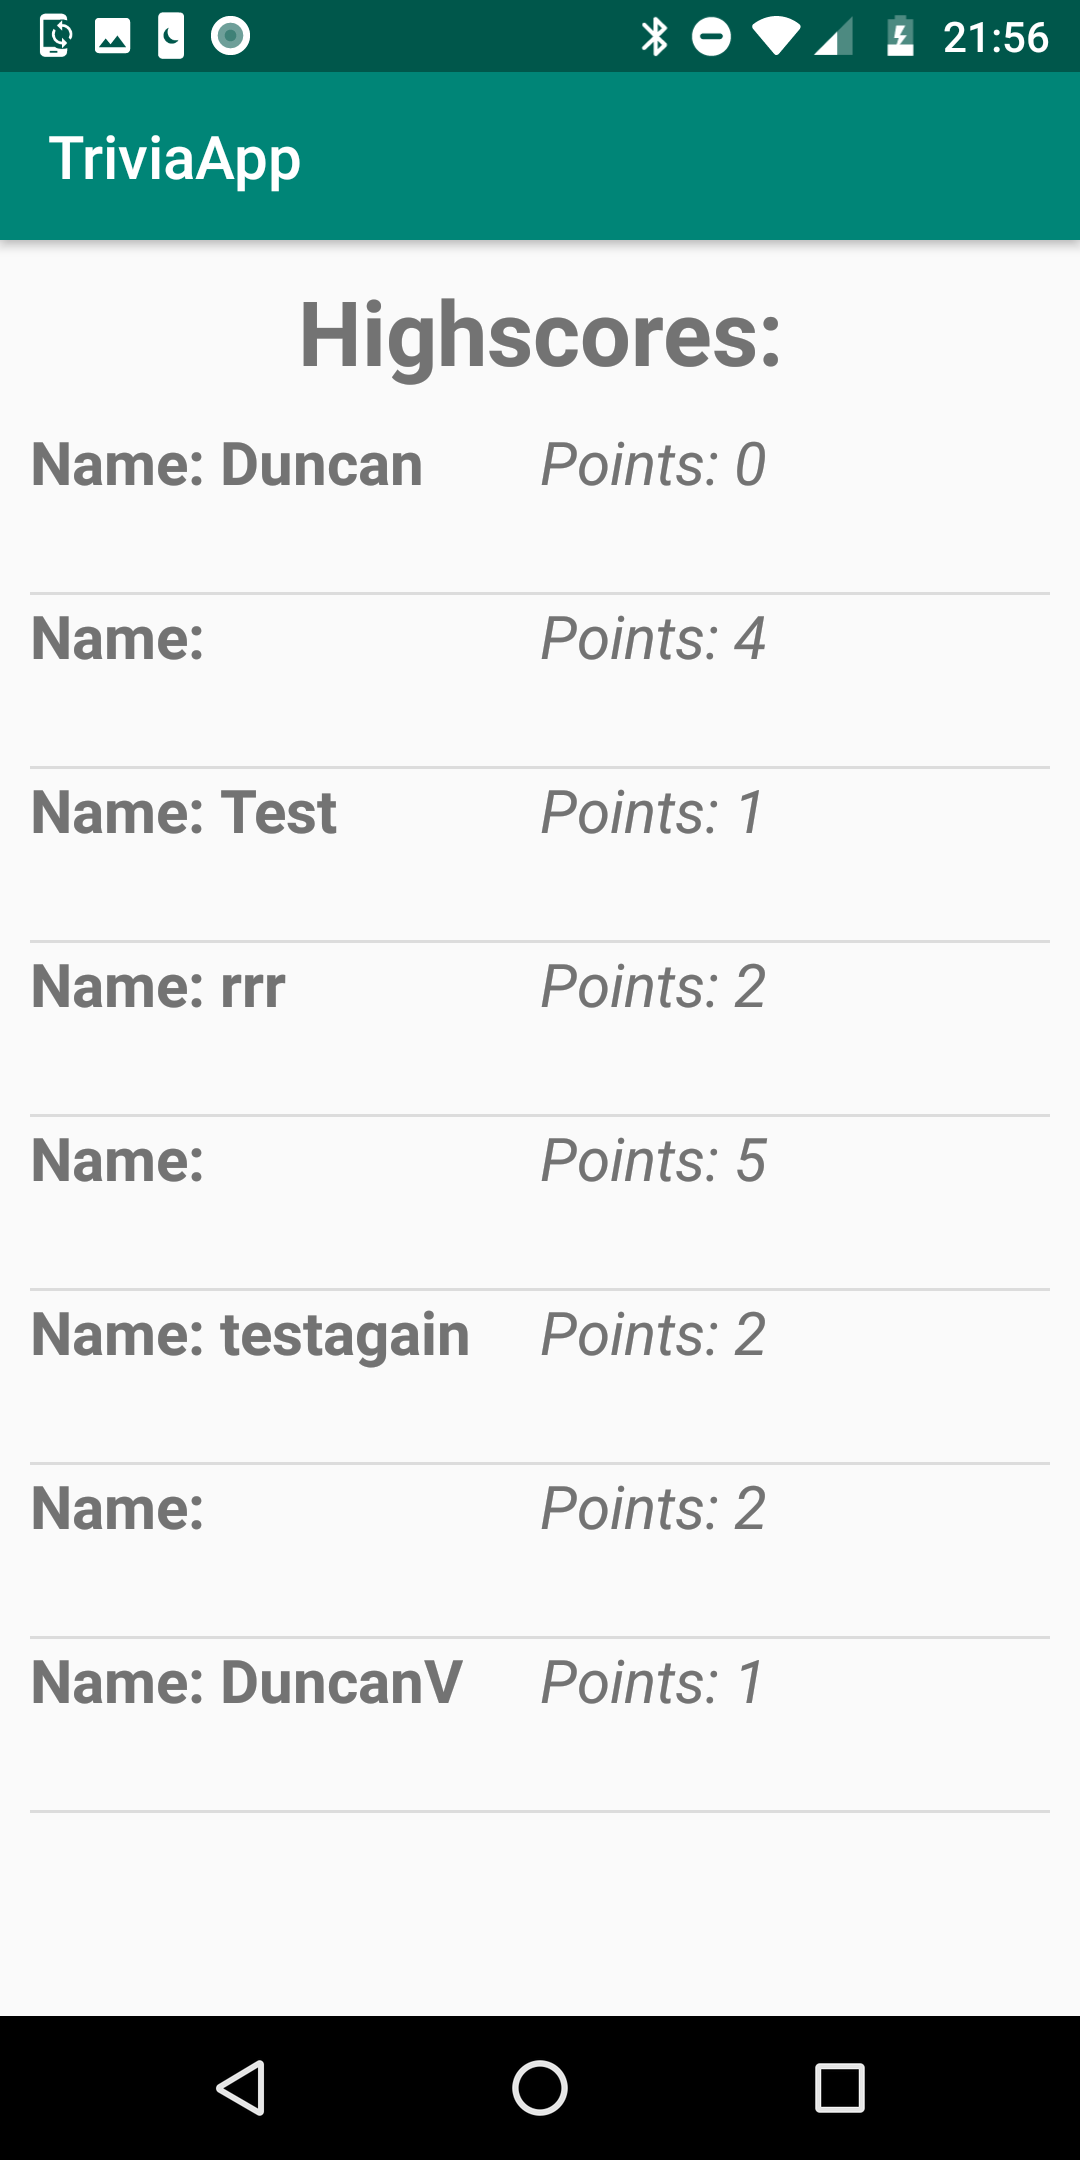 21:56
TriviaApp
Highscores:
Name: Duncan Points: 0
Name: Points: 4
Name: Test Points: 1
Name: rrr Points: 2
Name: Points: 5
Name: testagain Points: 2
Name: Points: 2
Name: DuncanV Points: 1